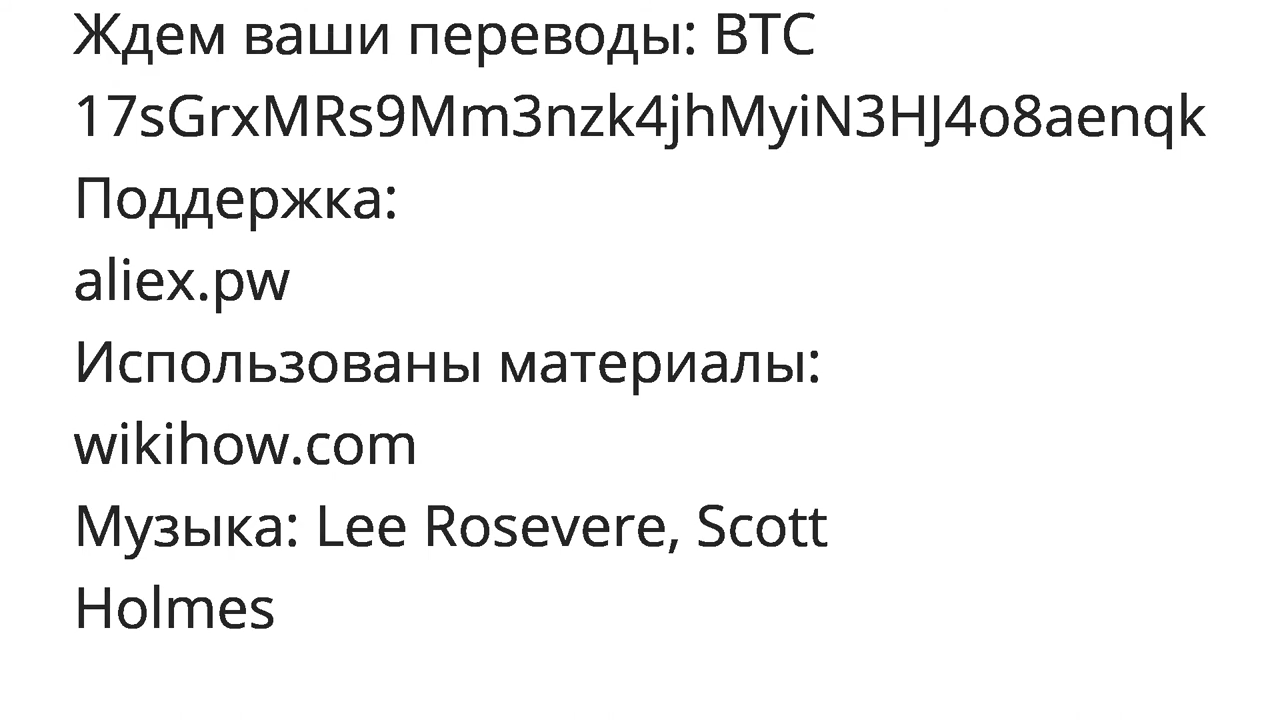 Ждем ваши переводы: BTC
17sGrxMRs9Mm3nzk4jhMyiN3HJ4o8aenqk
Поддержка:
aliex.pw
Использованы материалы:
wikihow.com
Музыка: Lee Rosevere, Scott
Holmes